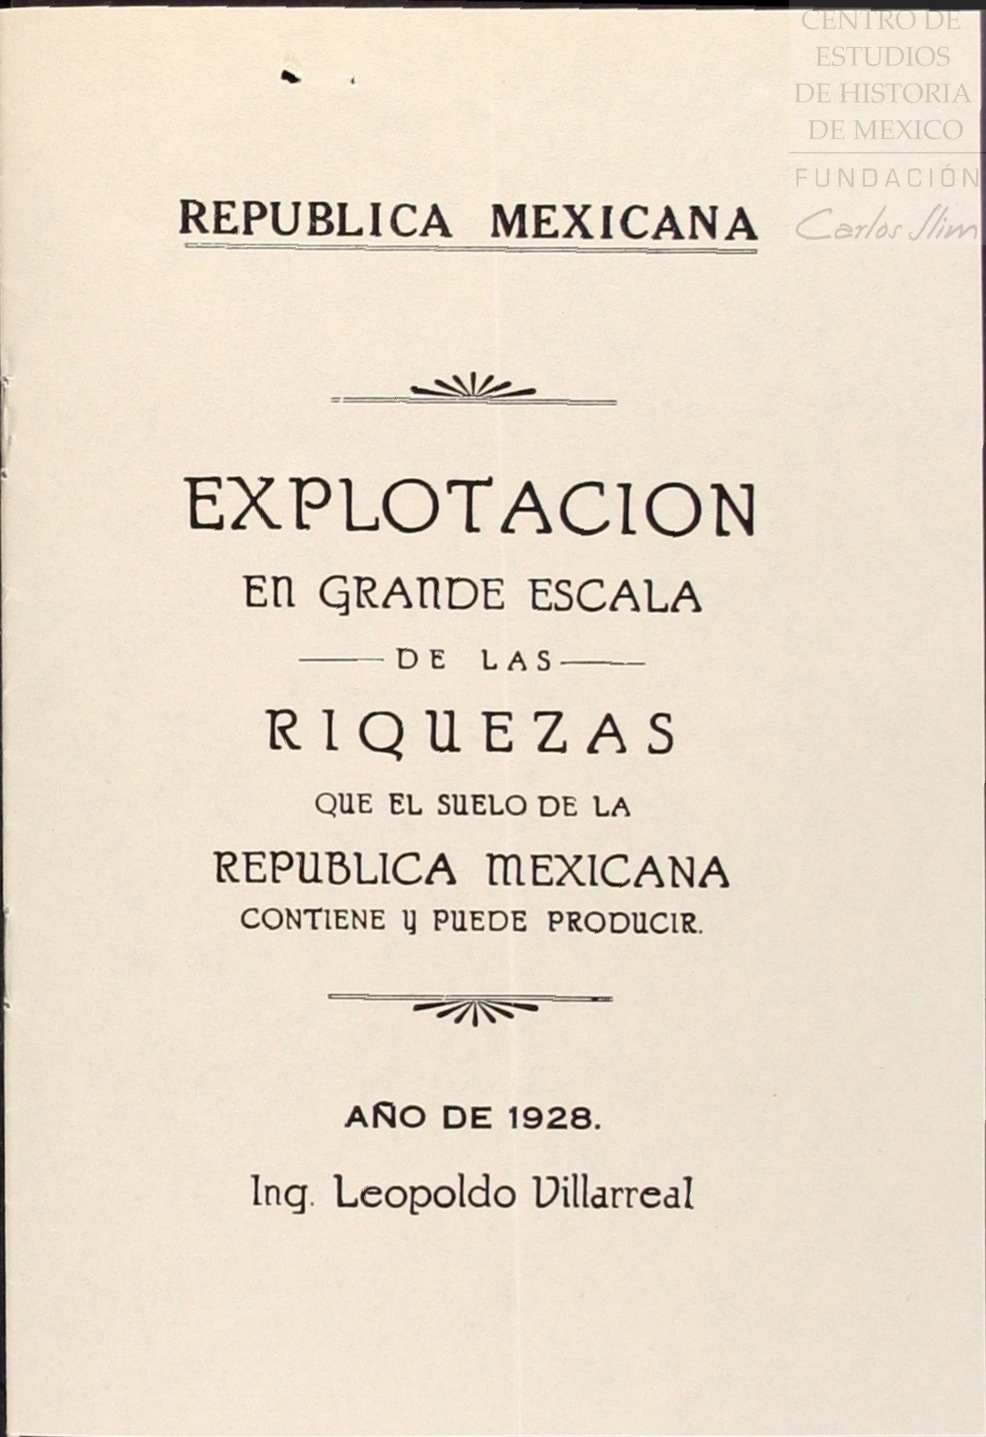 CENTRO DE
ESTUDIOS
DE HISTORIA
DE MEXICO
FUNDACIÓN
Carlos Slim
REPUBLICA MEXICANA
EXPLOTACION
EN GRANDE ESCALA
DE LAS
RIQUEZAS
QUE EL SUELO DE LA
REPUBLICA MEXICANA
CONTIENE Y PUEDE PRODUCIR.
AÑO DE 1928.
Ing. Leopoldo Villarreal